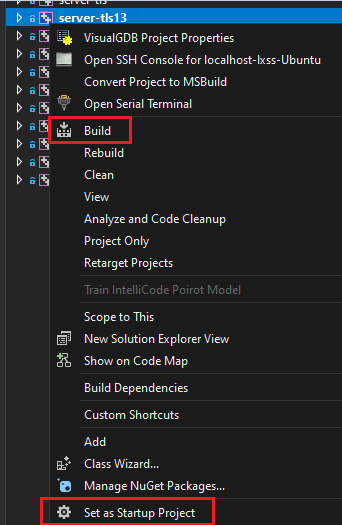 server-tls
server-tls13
VisualGDB Project Properties
Open SSH Console for localhost-lxss-Ubuntu
Convert Project to MSBuild
Open Serial Terminal
Build
Rebuild
Clean
View
Analyze and Code Cleanup
Project Only
Retarget Projects
Train IntelliCode Poirot Model
Scope to This
New Solution Explorer View
Show on Code Map
Build Dependencies
Custom Shortcuts
Add
Class Wizard...
Manage NuGet Packages...
Set as Startup Project